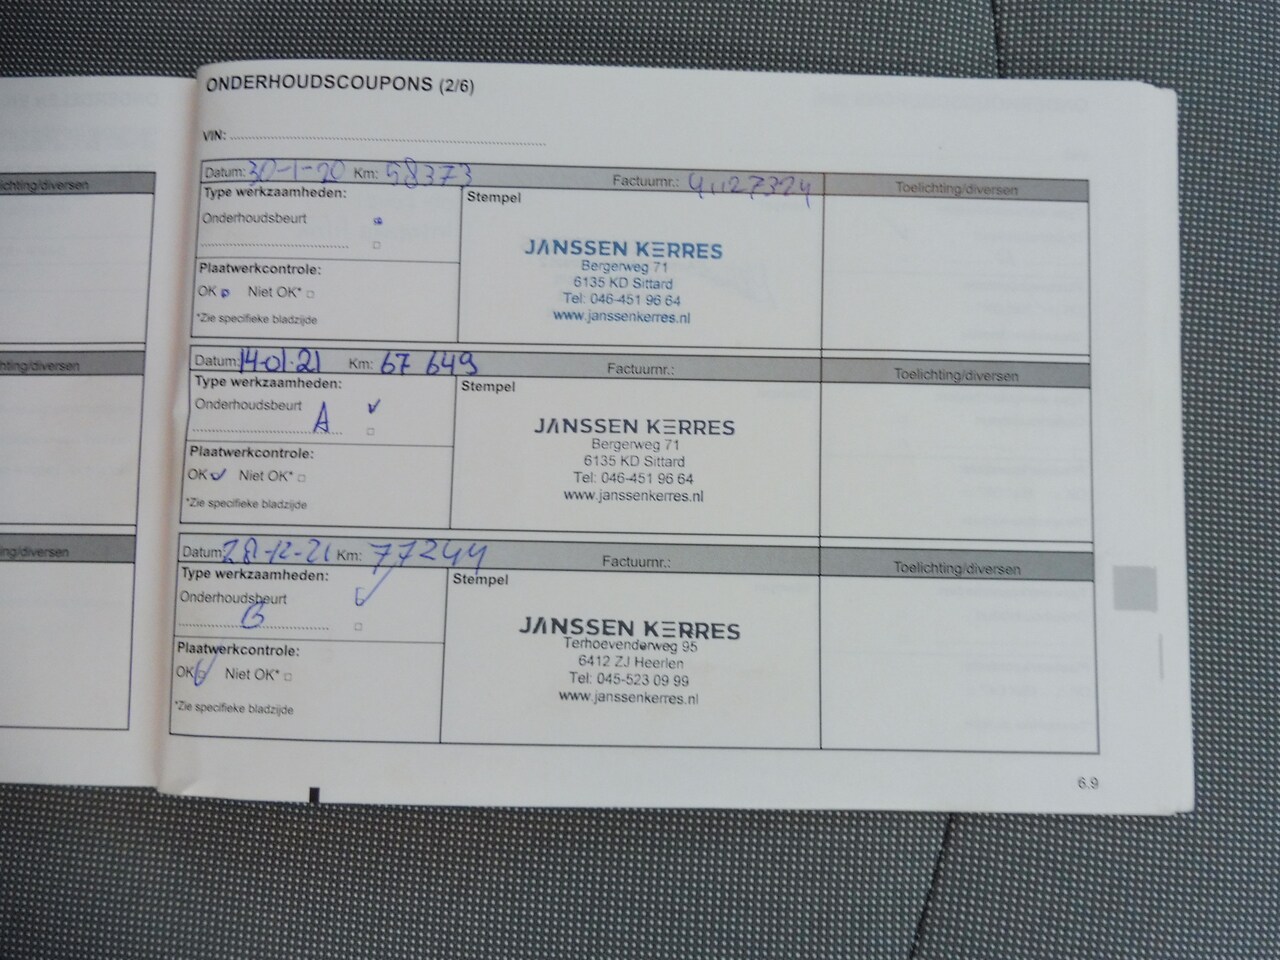 ONDERHOUDSCOUPONS (2/6)
VIN:
Datum: 30-1-20 Km: 58373 Factuurnr.: Toelichting/diversen
Type werkzaamheden:
Onderhoudsbeurt
Plaatwerkcontrole:
OK Niet OK*
*Zie specifieke bladzijde
Stempel
JANSSEN KERRES
Bergerweg 71
6135 KD Sittard
Tel: 046-451 96 64
www.janssenkerres.nl
Datum: 14-01-21 Km: 67 649 Factuurnr.: Toelichting/diversen
Type werkzaamheden:
Onderhoudsbeurt
A
Plaatwerkcontrole:
OK Niet OK*
*Zie specifieke bladzijde
Stempel
JANSSEN KERRES
Bergerweg 71
6135 KD Sittard
Tel: 046-451 96 64
www.janssenkerres.nl
Datum: 28-12-21 Km: 77244 Factuurnr.: Toelichting/diversen
Type werkzaamheden:
Onderhoudsbeurt
B
Plaatwerkcontrole:
OK Niet OK*
*Zie specifieke bladzijde
Stempel
JANSSEN KERRES
Terhoevenderweg 95
6412 ZJ Heerlen
Tel: 045-523 09 99
www.janssenkerres.nl
6.9